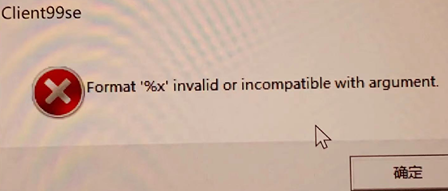 Client99se
Format '%x' invalid or incompatible with argument.
确定